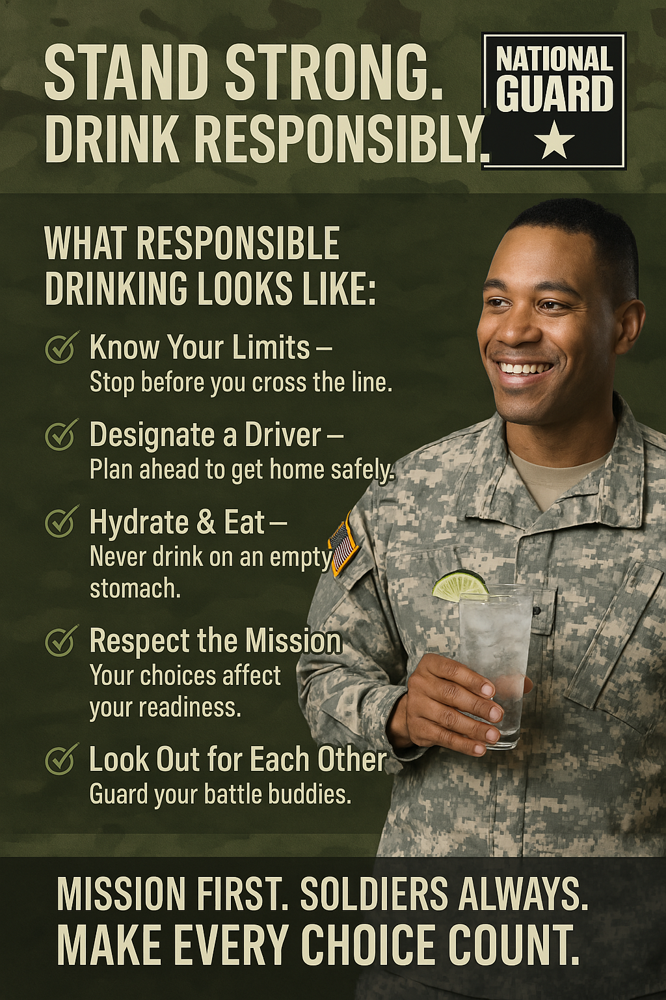 STAND STRONG.
DRINK RESPONSIBLY.
NATIONAL
GUARD
WHAT RESPONSIBLE
DRINKING LOOKS LIKE:
Know Your Limits –
Stop before you cross the line.
Designate a Driver –
Plan ahead to get home safely.
Hydrate & Eat –
Never drink on an empty
stomach.
Respect the Mission
Your choices affect
your readiness.
Look Out for Each Other
Guard your battle buddies.
MISSION FIRST. SOLDIERS ALWAYS.
MAKE EVERY CHOICE COUNT.